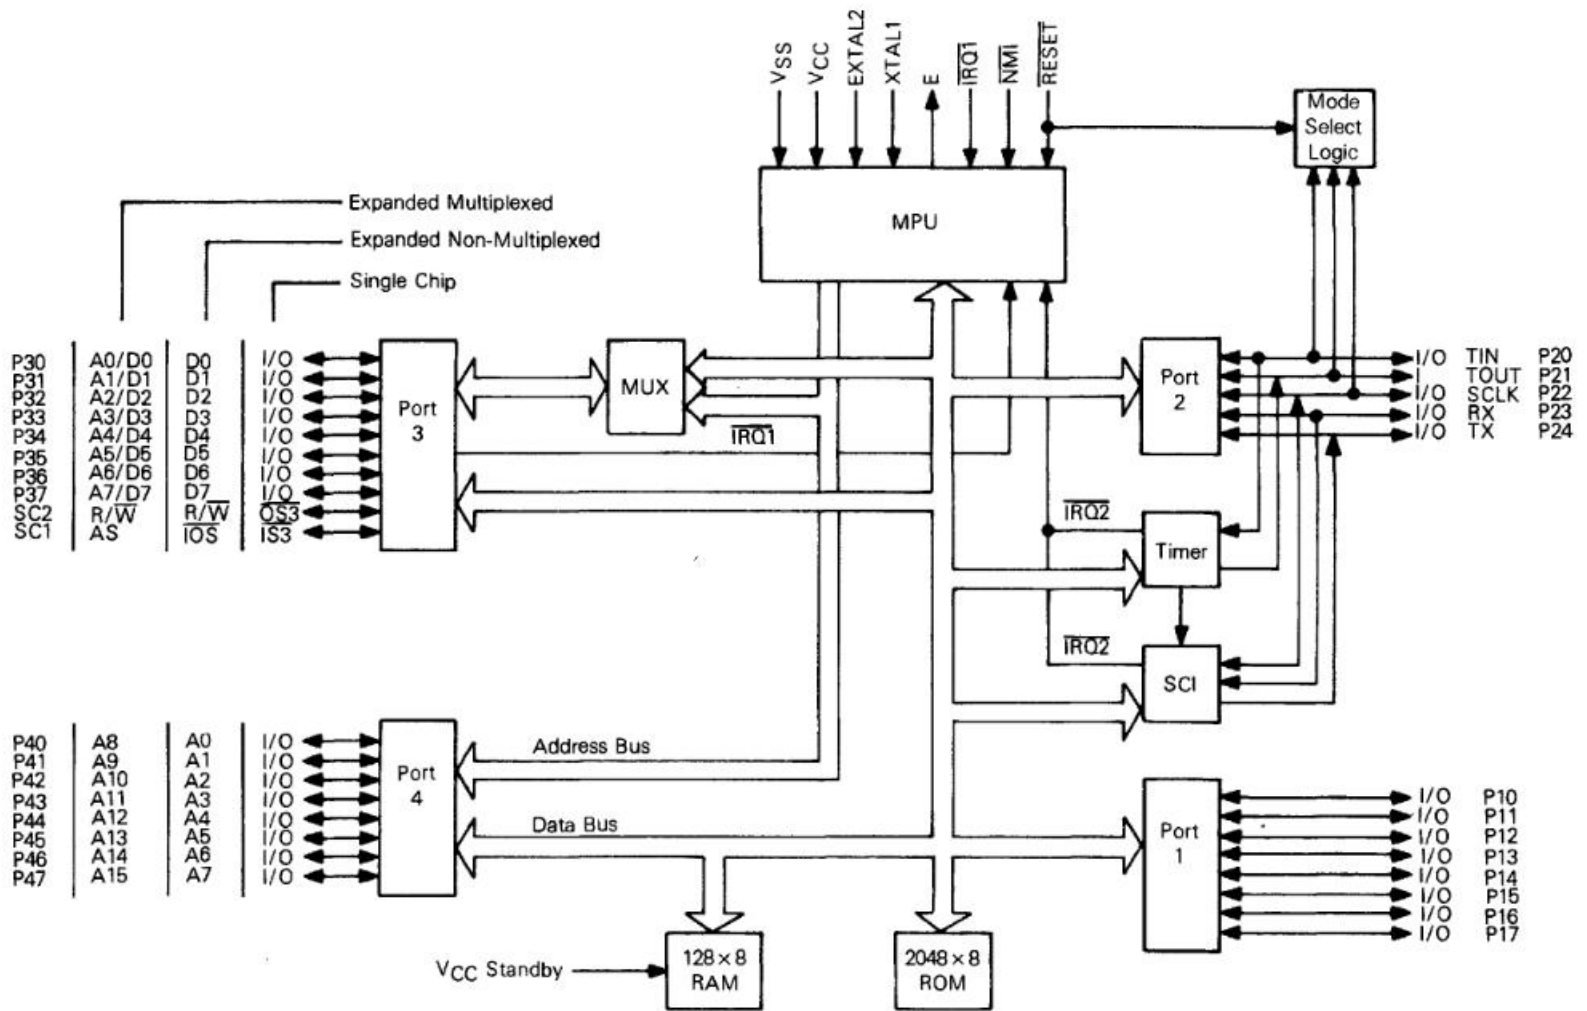 VSS VCC EXTAL2 XTAL1 E IRQ1 NMI RESET
Mode
Select
Logic
MPU
Expanded Multiplexed
Expanded Non-Multiplexed
Single Chip
P30 A0/D0 D0 I/O
P31 A1/D1 D1 I/O
P32 A2/D2 D2 I/O
P33 A3/D3 D3 I/O
P34 A4/D4 D4 I/O
P35 A5/D5 D5 I/O
P36 A6/D6 D6 I/O
P37 A7/D7 D7 I/O
SC2 R/W R/W OS3
SC1 AS IOS IS3
Port
3
MUX
IRQ1
Port
2
I/O TIN P20
I TOUT P21
I/O SCLK P22
I/O RX P23
I/O TX P24
IRQ2
Timer
IRQ2
SCI
P40 A8 A0 I/O
P41 A9 A1 I/O
P42 A10 A2 I/O
P43 A11 A3 I/O
P44 A12 A4 I/O
P45 A13 A5 I/O
P46 A14 A6 I/O
P47 A15 A7 I/O
Port
4
Address Bus
Data Bus
Port
1
I/O P10
I/O P11
I/O P12
I/O P13
I/O P14
I/O P15
I/O P16
I/O P17
VCC Standby
128 × 8
RAM
2048 × 8
ROM